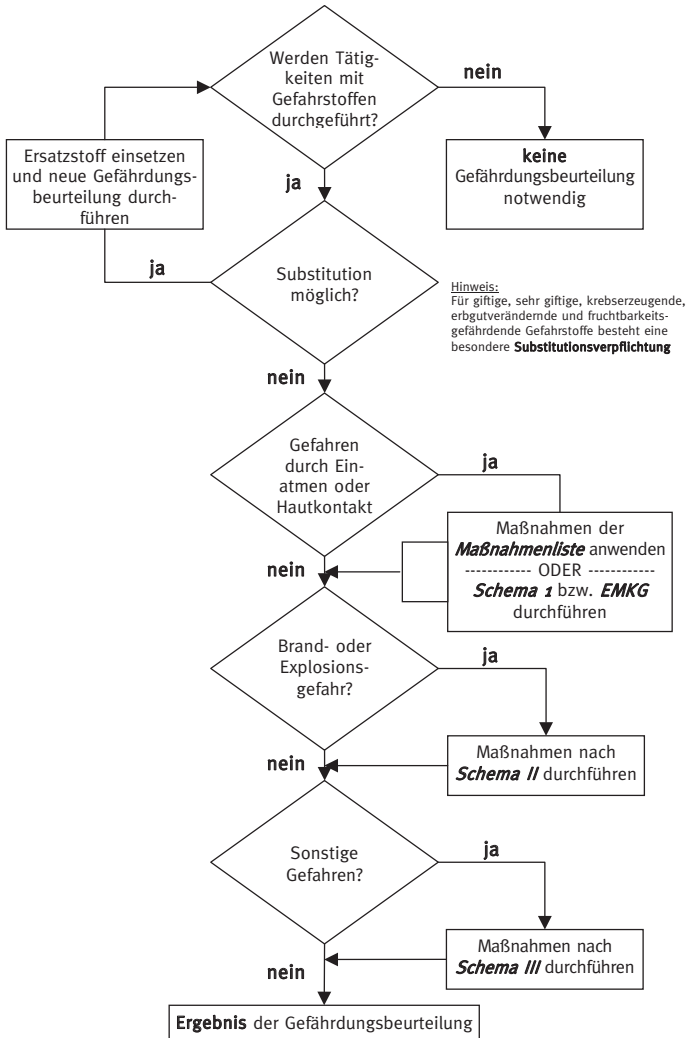 Werden Tätig-
keiten mit
Gefahrstoffen
durchgeführt?
nein
Ersatzstoff einsetzen
und neue Gefährdungs-
beurteilung durch-
führen
keine
Gefährdungsbeurteilung
notwendig
ja
ja
Substitution
möglich?
Hinweis:
Für giftige, sehr giftige, krebserzeugende,
erbgutverändernde und fruchtbarkeits-
gefährdende Gefahrstoffe besteht eine
besondere Substitutionsverpflichtung
nein
Gefahren
durch Ein-
atmen oder
Hautkontakt
ja
Maßnahmen der
Maßnahmenliste anwenden
------------ ODER ------------
Schema 1 bzw. EMKG
durchführen
nein
Brand- oder
Explosions-
gefahr?
ja
Maßnahmen nach
Schema II durchführen
nein
Sonstige
Gefahren?
ja
Maßnahmen nach
Schema III durchführen
nein
Ergebnis der Gefährdungsbeurteilung